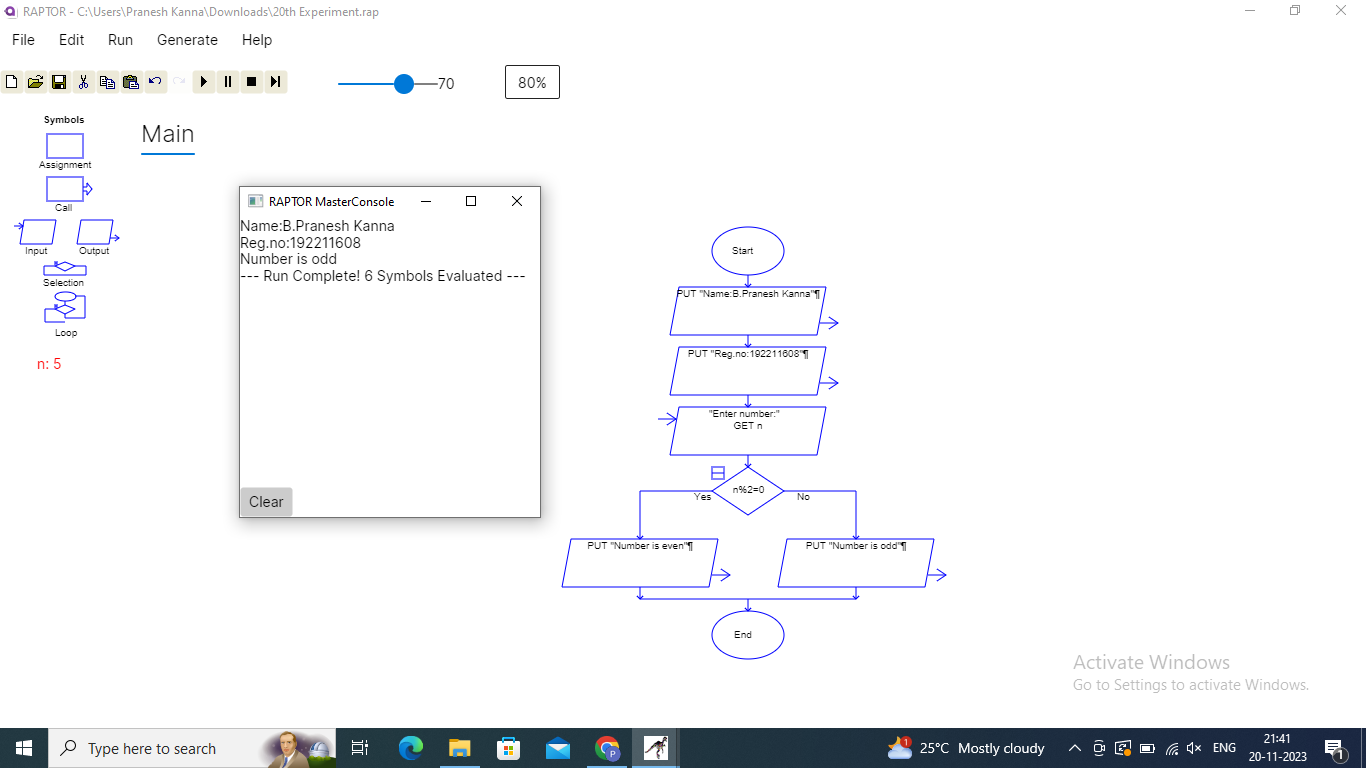 RAPTOR - C:\Users\Pranesh Kanna\Downloads\20th Experiment.rap
File Edit Run Generate Help
70
80%
Symbols
Assignment
Call
Input Output
Selection
Loop
n: 5
Main
RAPTOR MasterConsole
Name:B.Pranesh Kanna
Reg.no:192211608
Number is odd
--- Run Complete! 6 Symbols Evaluated ---
Clear
Start
PUT "Name:B.Pranesh Kanna"¶
PUT "Reg.no:192211608"¶
"Enter number:"
GET n
n%2=0
Yes No
PUT "Number is even"¶ PUT "Number is odd"¶
End
Activate Windows
Go to Settings to activate Windows.
Type here to search
P
1
25°C Mostly cloudy
ENG
21:41
20-11-2023
1